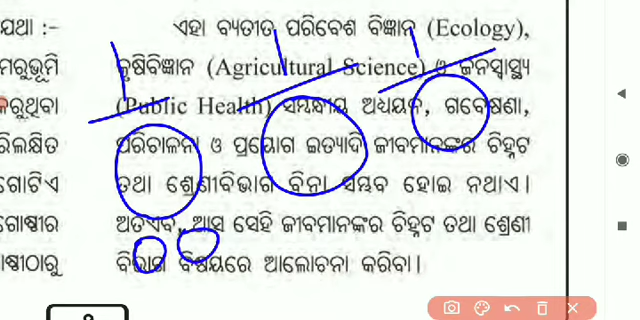 ଯଥା :-
ମରୁଭୂମି
କରୁଥିବା
ରିଲକ୍ଷିତ
ଗୋଟିଏ
ଗୋଷ୍ଠୀର
ଷ୍ଠୀଠାରୁ
ଏହା ବ୍ୟତୀତ ପରିବେଶ ବିଜ୍ଞାନ (Ecology),
କୃଷିବିଜ୍ଞାନ (Agricultural Science) ଓ ଜନସ୍ୱାସ୍ଥ୍ୟ
(Public Health) ସମ୍ବନ୍ଧୀୟ ଅଧ୍ୟୟନ, ଗବେଷଣା,
ପରିଚାଳନା ଓ ପ୍ରୟୋଗ ଇତ୍ୟାଦି ଜୀବମାନଙ୍କର ଚିହ୍ନଟ
ତଥା ଶ୍ରେଣୀବିଭାଗ ବିନା ସମ୍ଭବ ହୋଇ ନଥାଏ।
ଅତଏବ, ଆସ ସେହି ଜୀବମାନଙ୍କର ଚିହ୍ନଟ ତଥା ଶ୍ରେଣୀ
ବିଭାଗ ବିଷୟରେ ଆଲୋଚନା କରିବା।